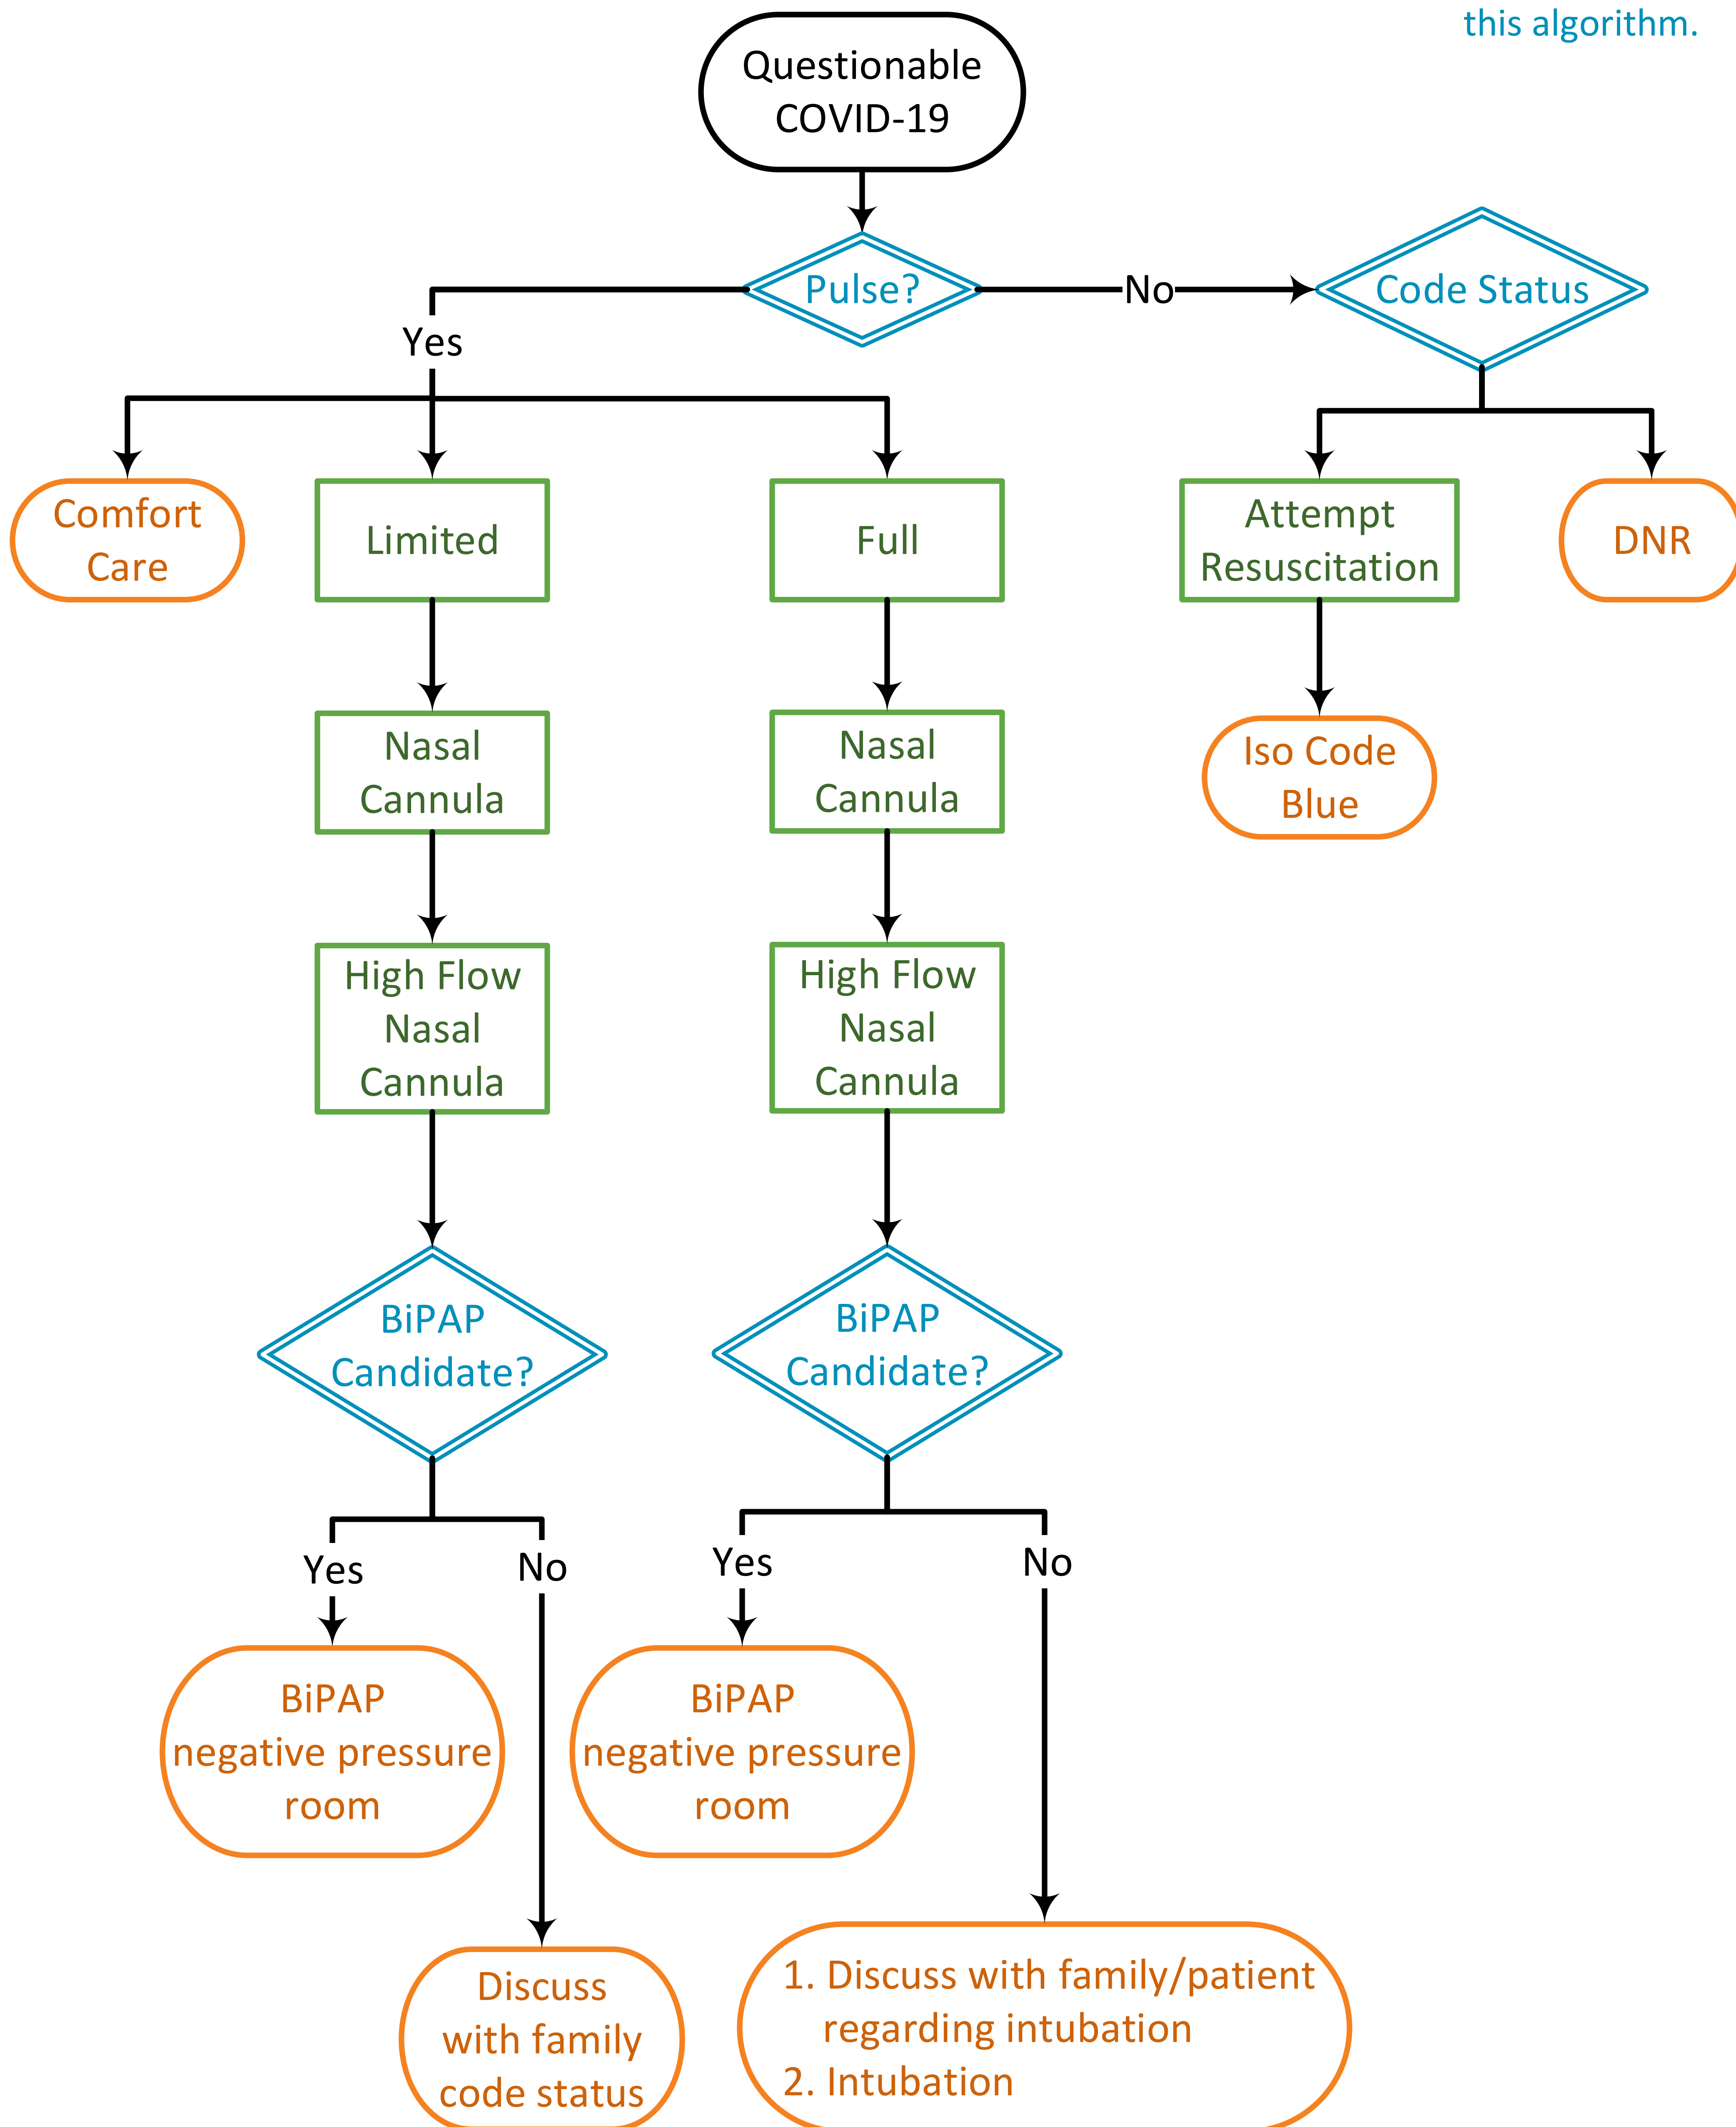 this algorithm.
Questionable
COVID-19
Pulse?
No
Code Status
Yes
Comfort
Care
Limited
Full
Attempt
Resuscitation
DNR
Nasal
Cannula
Nasal
Cannula
Iso Code
Blue
High Flow
Nasal
Cannula
High Flow
Nasal
Cannula
BiPAP
Candidate?
BiPAP
Candidate?
Yes
No
Yes
No
BiPAP
negative pressure
room
BiPAP
negative pressure
room
Discuss
with family
code status
1. Discuss with family/patient
regarding intubation
2. Intubation